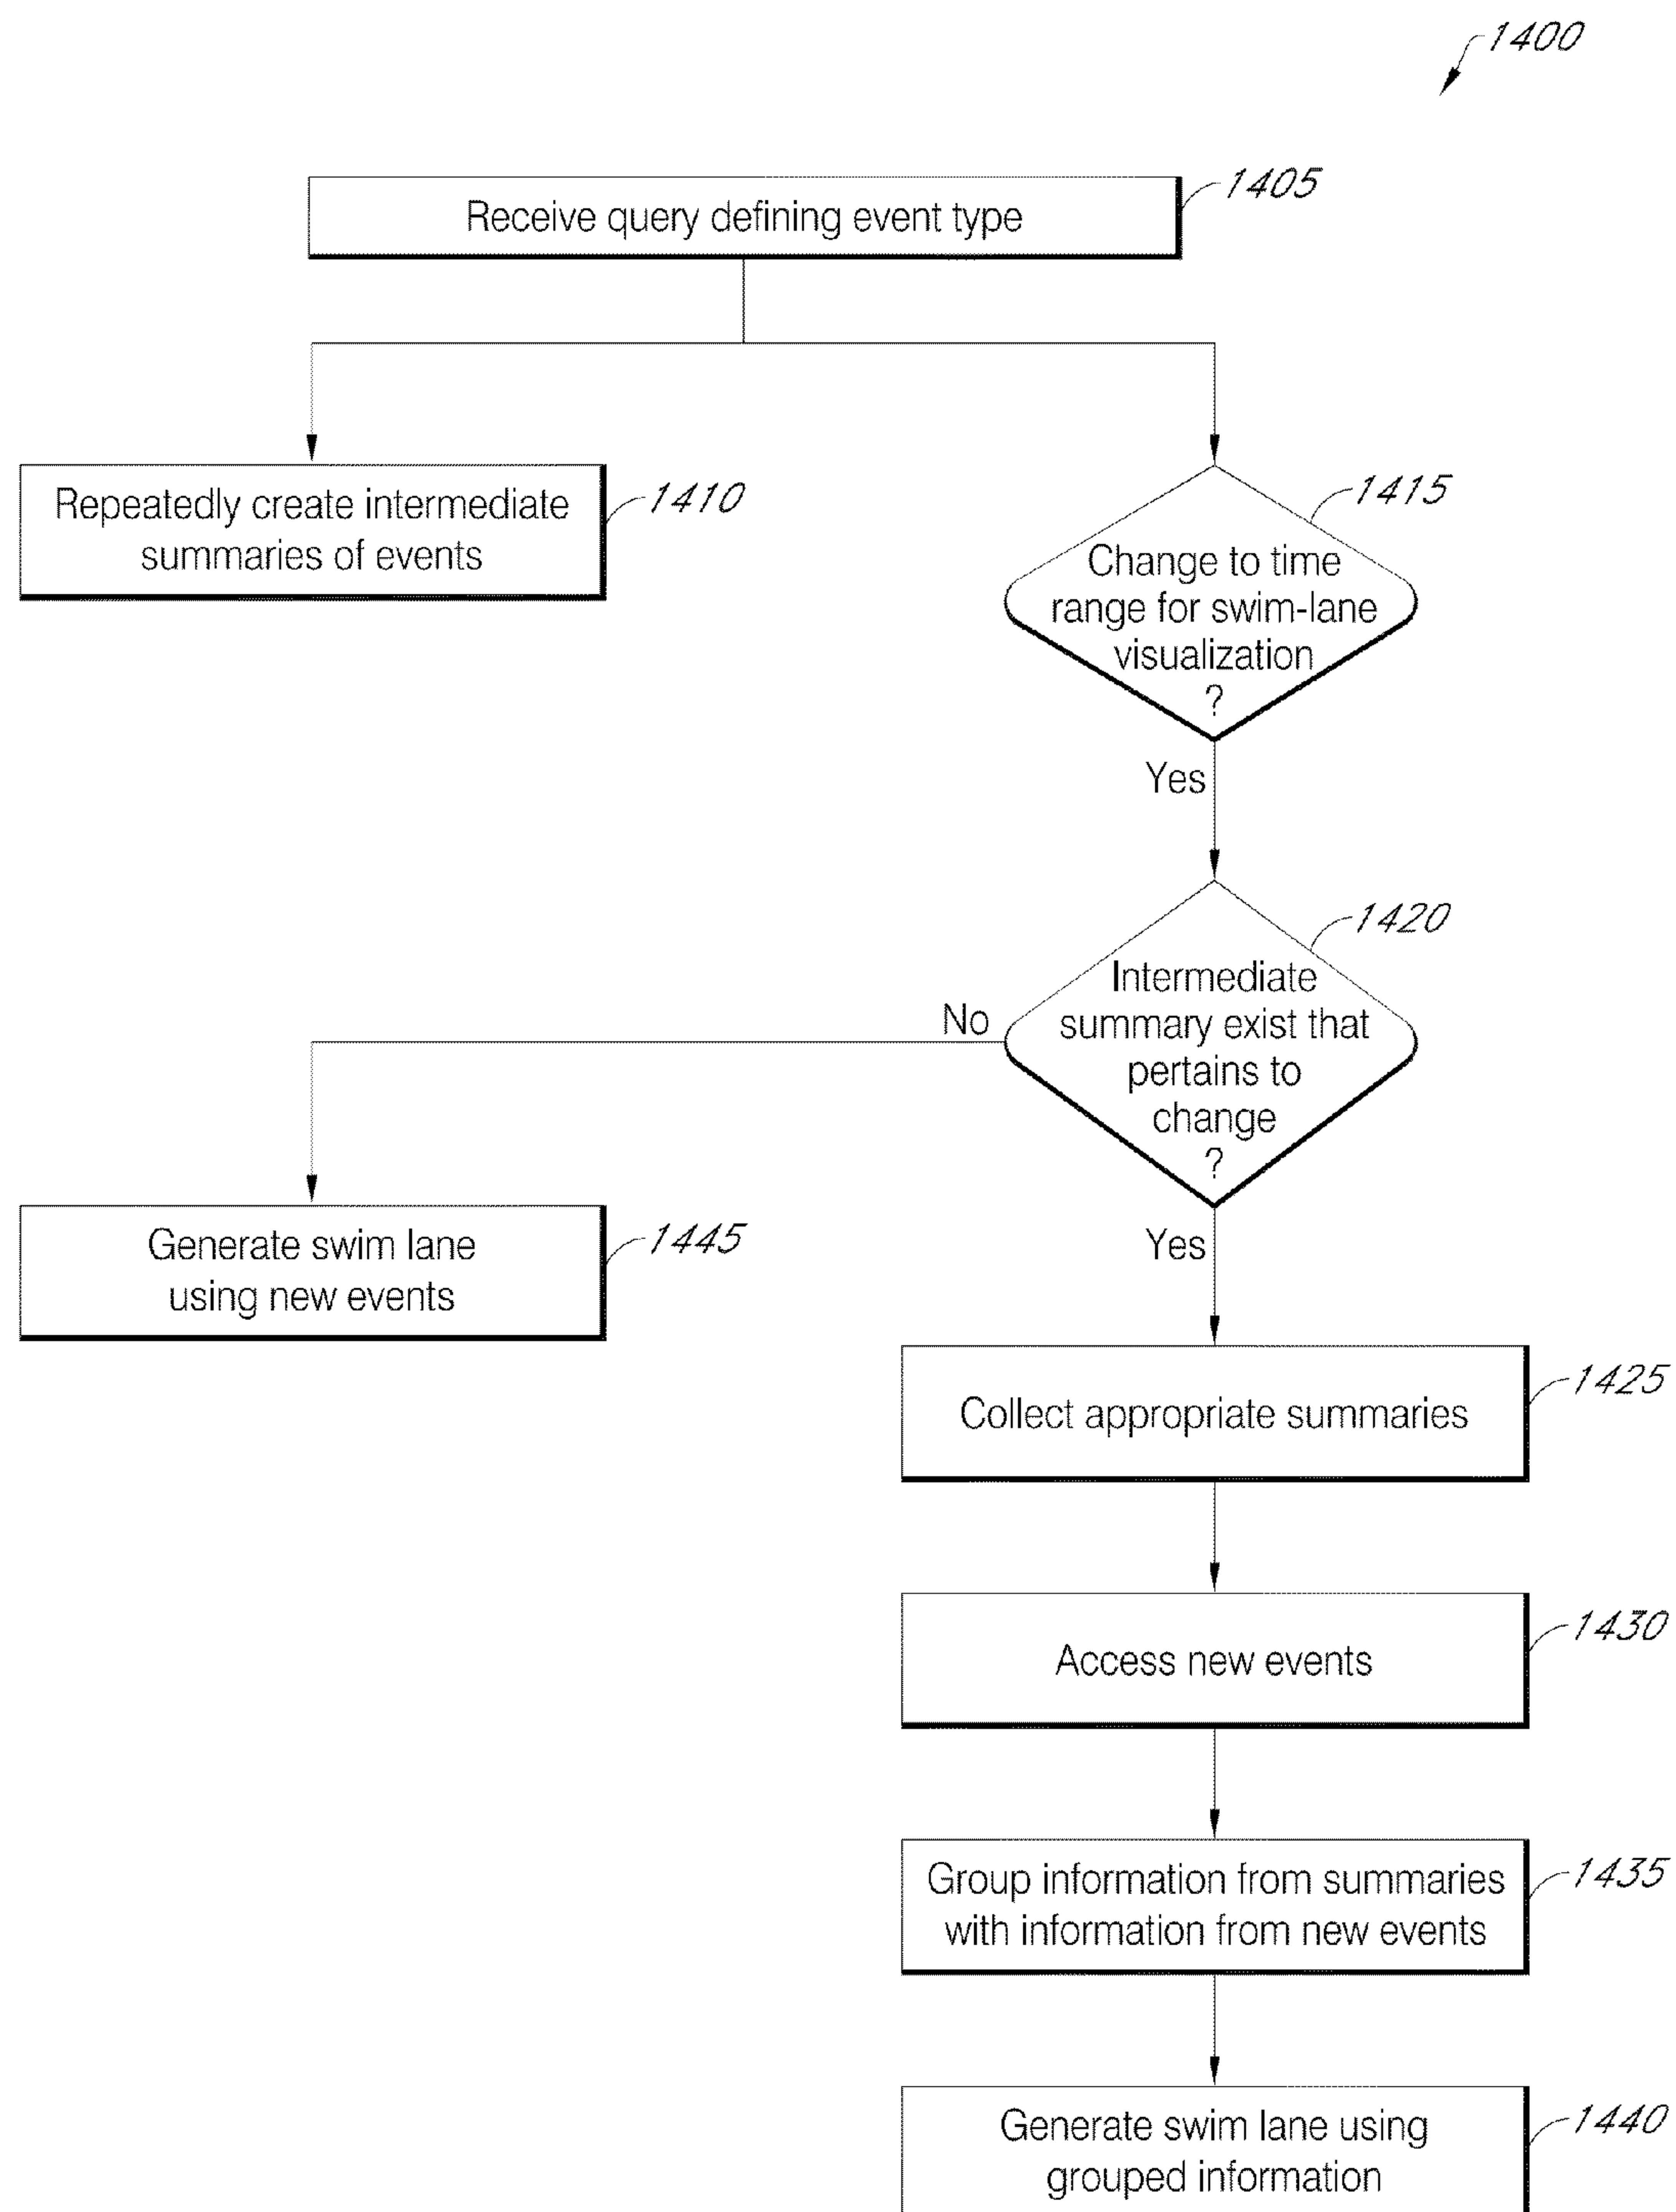 1400
Receive query defining event type
1405
Repeatedly create intermediate
summaries of events
1410
Change to time
range for swim-lane
visualization
?
1415
Yes
Intermediate
summary exist that
pertains to
change
?
1420
No
Generate swim lane
using new events
1445
Yes
Collect appropriate summaries
1425
Access new events
1430
Group information from summaries
with information from new events
1435
Generate swim lane using
grouped information
1440